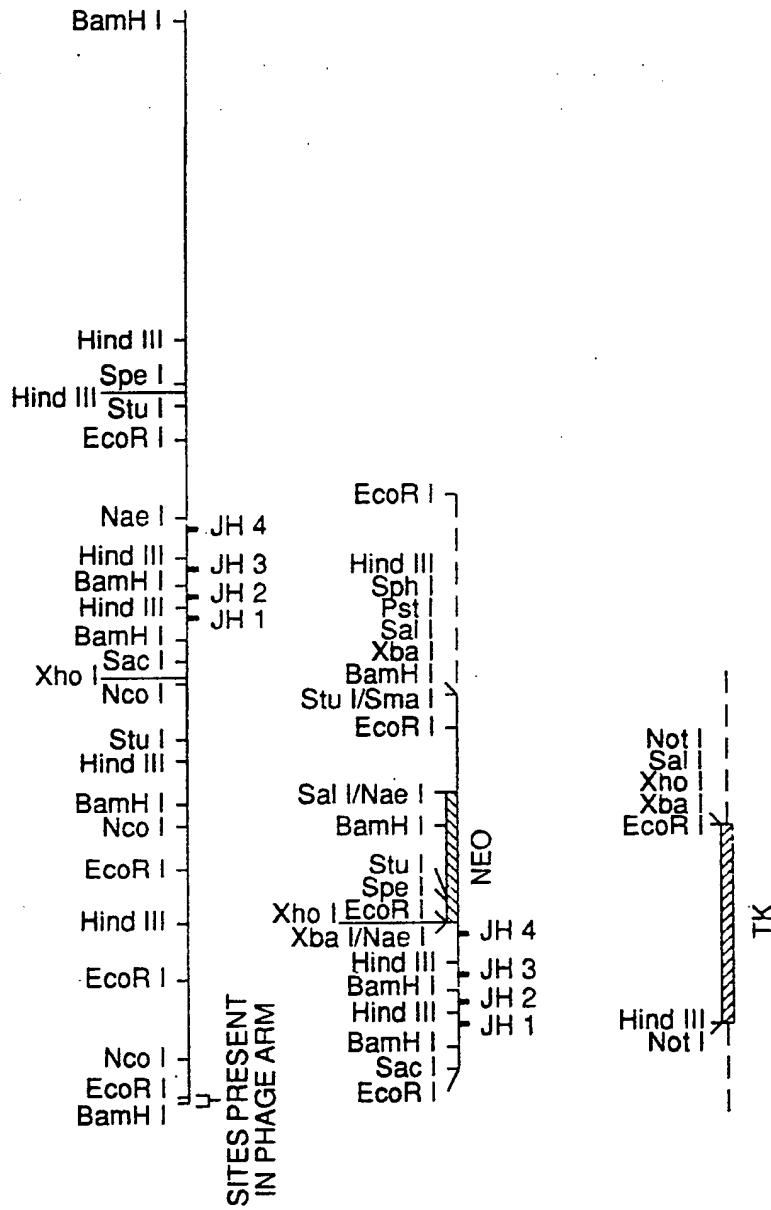 BamH I
Hind III
Spe I
Hind III
Stu I
EcoR I
Nae I
JH 4
Hind III
JH 3
BamH I
JH 2
Hind III
JH 1
BamH I
Sac I
Xho I
Nco I
Stu I
Hind III
BamH I
Nco I
EcoR I
Hind III
EcoR I
Nco I
EcoR I
BamH I
SITES PRESENT
IN PHAGE ARM
EcoR I
Hind III
Sph I
Pst I
Sal I
Xba I
BamH I
Stu I/Sma I
EcoR I
Sal I/Nae I
BamH I
NEO
Stu I
Spe I
EcoR I
Xho I
Xba I/Nae I
JH 4
Hind III
JH 3
BamH I
JH 2
Hind III
JH 1
BamH I
Sac I
EcoR I
Not I
Sal I
Xho I
Xba I
EcoR I
TK
Hind III
Not I